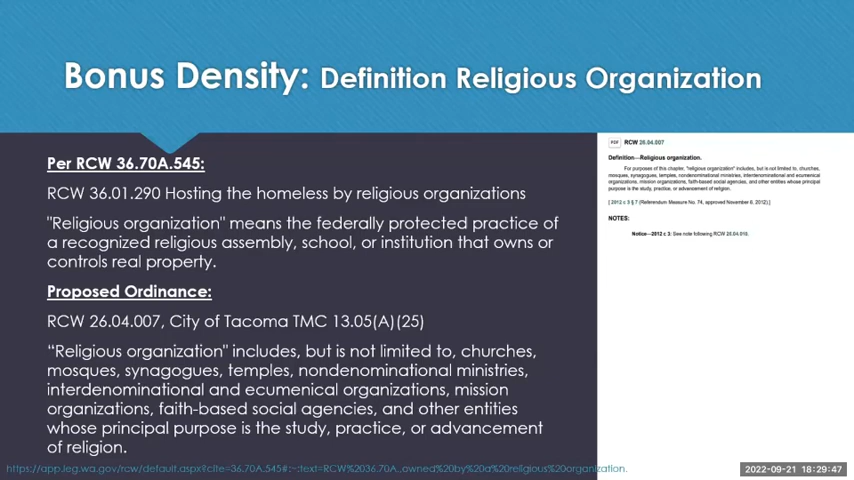 Bonus Density: Definition Religious Organization
Per RCW 36.70A.545:
RCW 36.01.290 Hosting the homeless by religious organizations
"Religious organization" means the federally protected practice of
a recognized religious assembly, school, or institution that owns or
controls real property.
Proposed Ordinance:
RCW 26.04.007, City of Tacoma TMC 13.05(A)(25)
“Religious organization" includes, but is not limited to, churches,
mosques, synagogues, temples, nondenominational ministries,
interdenominational and ecumenical organizations, mission
organizations, faith-based social agencies, and other entities
whose principal purpose is the study, practice, or advancement
of religion.
https://app.leg.wa.gov/rcw/default.aspx?cite=36.70A.545#:~:text=RCW%2036.70A.,owned%20by%20a%20religious%20organization.
PDF RCW 26.04.007
Definition—Religious organization.
For purposes of this chapter, "religious organization" includes, but is not limited to, churches,
mosques, synagogues, temples, nondenominational ministries, interdenominational and ecumenical
organizations, mission organizations, faith-based social agencies, and other entities whose principal
purpose is the study, practice, or advancement of religion.
[ 2012 c 3 § 7 (Referendum Measure No. 74, approved November 6, 2012).]
NOTES:
Notice—2012 c 3: See note following RCW 26.04.010.
2022-09-21 18:29:47